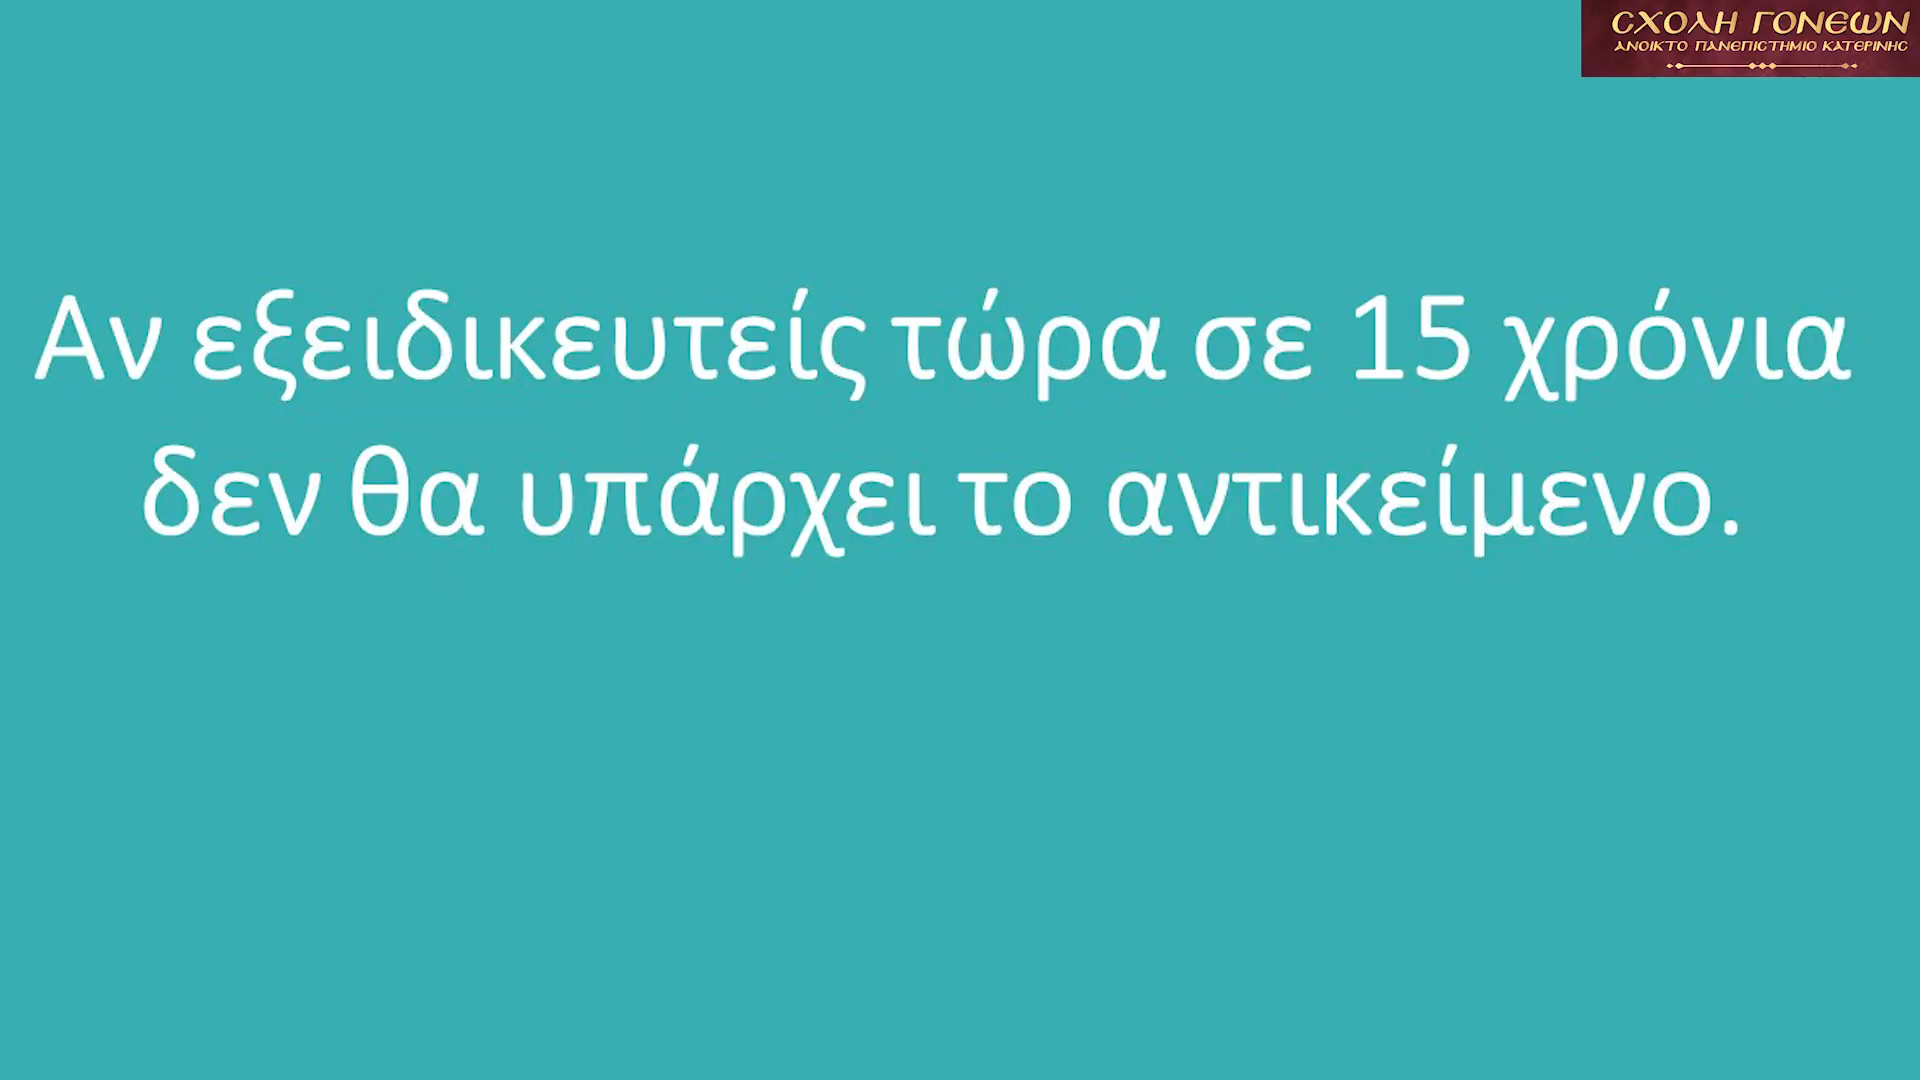 ΣΧΟΛΗ ΓΟΝΕΩΝ
ΑΝΟΙΚΤΟ ΠΑΝΕΠΙΣΤΗΜΙΟ ΚΑΤΕΡΙΝΗΣ
Αν εξειδικευτείς τώρα σε 15 χρόνια
δεν θα υπάρχει το αντικείμενο.